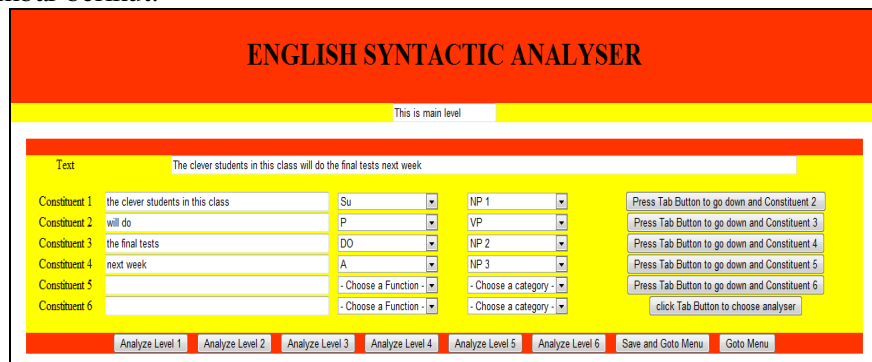 ENGLISH SYNTACTIC ANALYSER
This is main level
Text The clever students in this class will do the final tests next week
Constituent 1 the clever students in this class Su NP 1 Press Tab Button to go down and Constituent 2
Constituent 2 will do P VP Press Tab Button to go down and Constituent 3
Constituent 3 the final tests DO NP 2 Press Tab Button to go down and Constituent 4
Constituent 4 next week A NP 3 Press Tab Button to go down and Constituent 5
Constituent 5 - Choose a Function - - Choose a category - Press Tab Button to go down and Constituent 6
Constituent 6 - Choose a Function - - Choose a category - click Tab Button to choose analyser
Analyze Level 1 Analyze Level 2 Analyze Level 3 Analyze Level 4 Analyze Level 5 Analyze Level 6 Save and Goto Menu Goto Menu